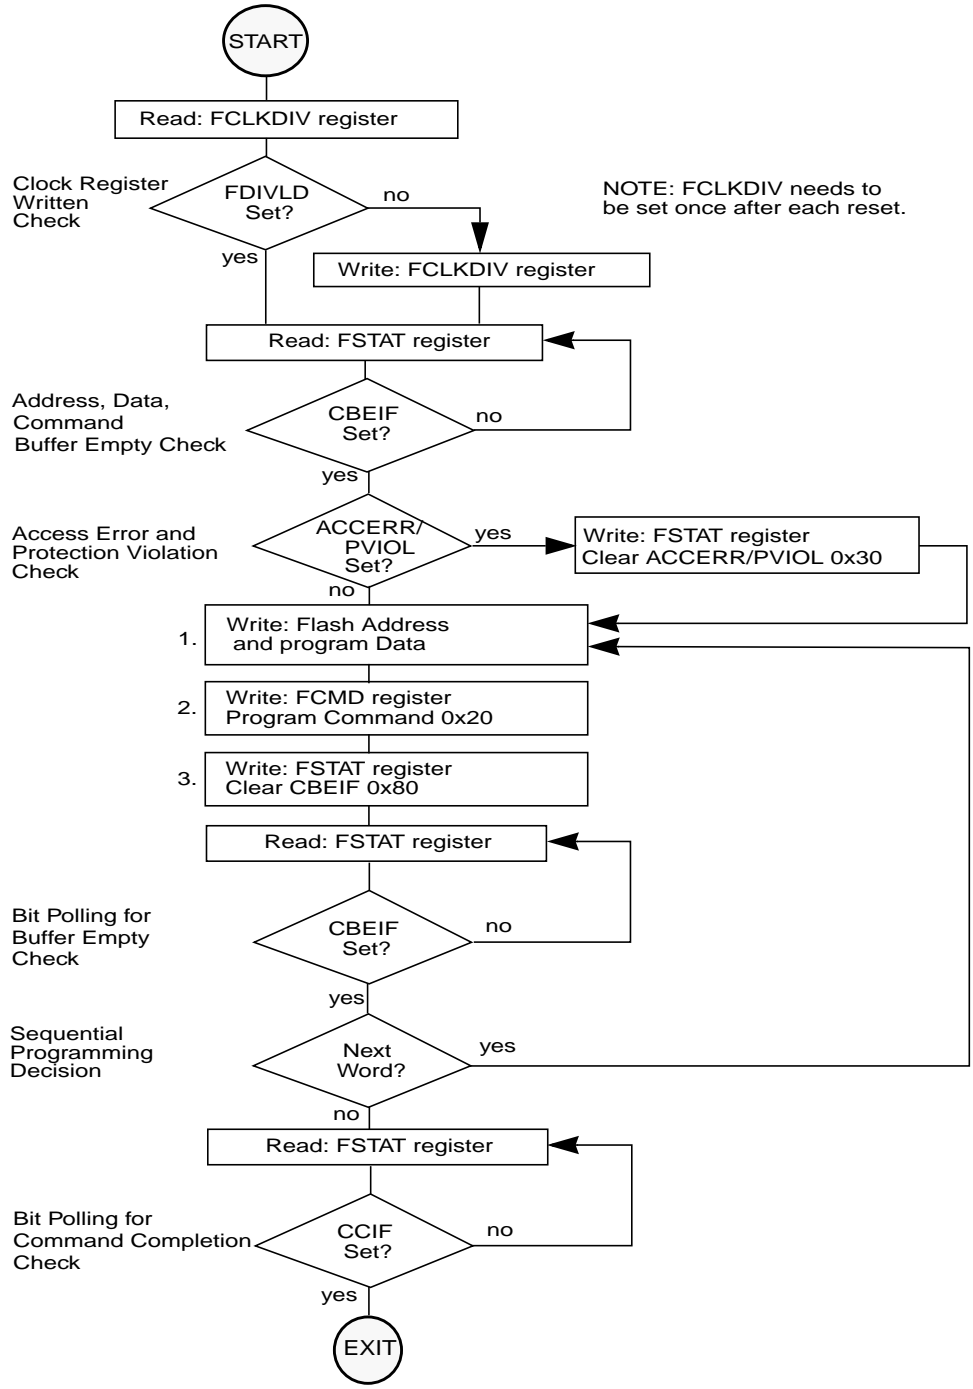 START
Read: FCLKDIV register
Clock Register
Written
Check
FDIVLD
Set?
no
yes
NOTE: FCLKDIV needs to
be set once after each reset.
Write: FCLKDIV register
Read: FSTAT register
Address, Data,
Command
Buffer Empty Check
CBEIF
Set?
no
yes
Access Error and
Protection Violation
Check
ACCERR/
PVIOL
Set?
yes
no
Write: FSTAT register
Clear ACCERR/PVIOL 0x30
1.
Write: Flash Address
and program Data
2.
Write: FCMD register
Program Command 0x20
3.
Write: FSTAT register
Clear CBEIF 0x80
Read: FSTAT register
Bit Polling for
Buffer Empty
Check
CBEIF
Set?
no
yes
Sequential
Programming
Decision
Next
Word?
yes
no
Read: FSTAT register
Bit Polling for
Command Completion
Check
CCIF
Set?
no
yes
EXIT